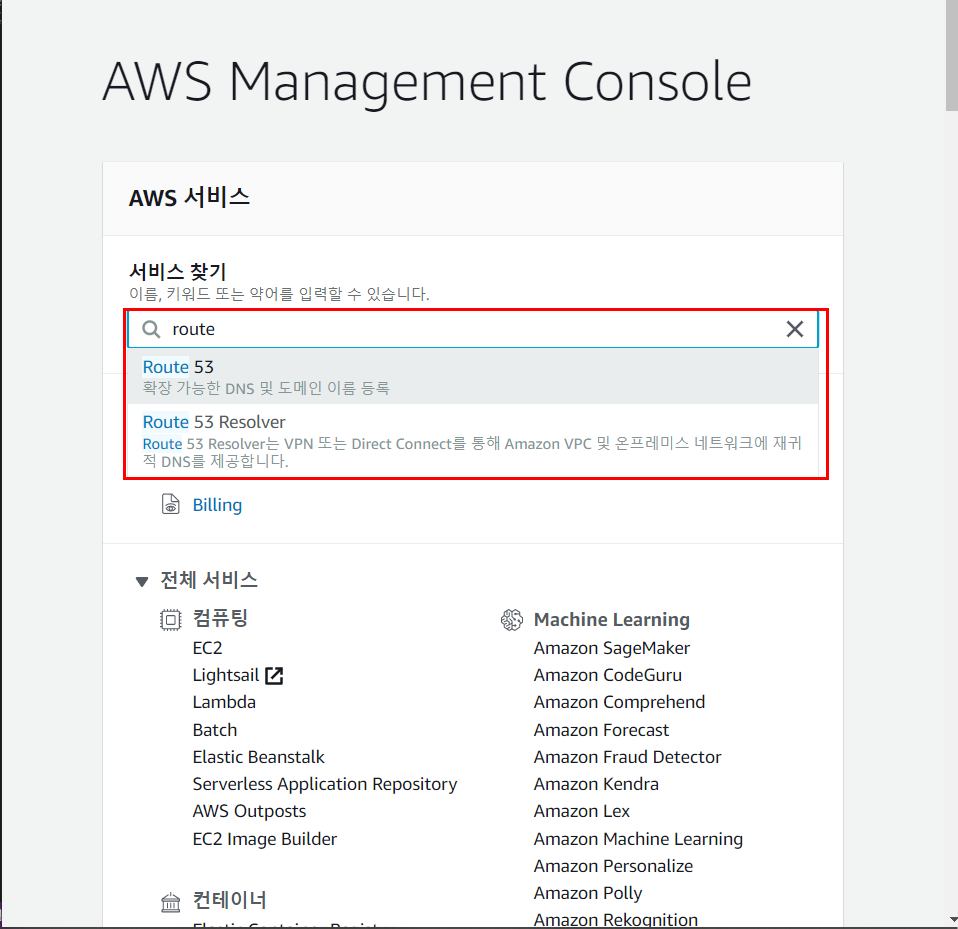 AWS Management Console
AWS 서비스
서비스 찾기
이름, 키워드 또는 약어를 입력할 수 있습니다.
route
Route 53
확장 가능한 DNS 및 도메인 이름 등록
Route 53 Resolver
Route 53 Resolver는 VPN 또는 Direct Connect를 통해 Amazon VPC 및 온프레미스 네트워크에 재귀
적 DNS를 제공합니다.
Billing
전체 서비스
컴퓨팅
EC2
Lightsail
Lambda
Batch
Elastic Beanstalk
Serverless Application Repository
AWS Outposts
EC2 Image Builder
컨테이너
Machine Learning
Amazon SageMaker
Amazon CodeGuru
Amazon Comprehend
Amazon Forecast
Amazon Fraud Detector
Amazon Kendra
Amazon Lex
Amazon Machine Learning
Amazon Personalize
Amazon Polly
Amazon Rekognition